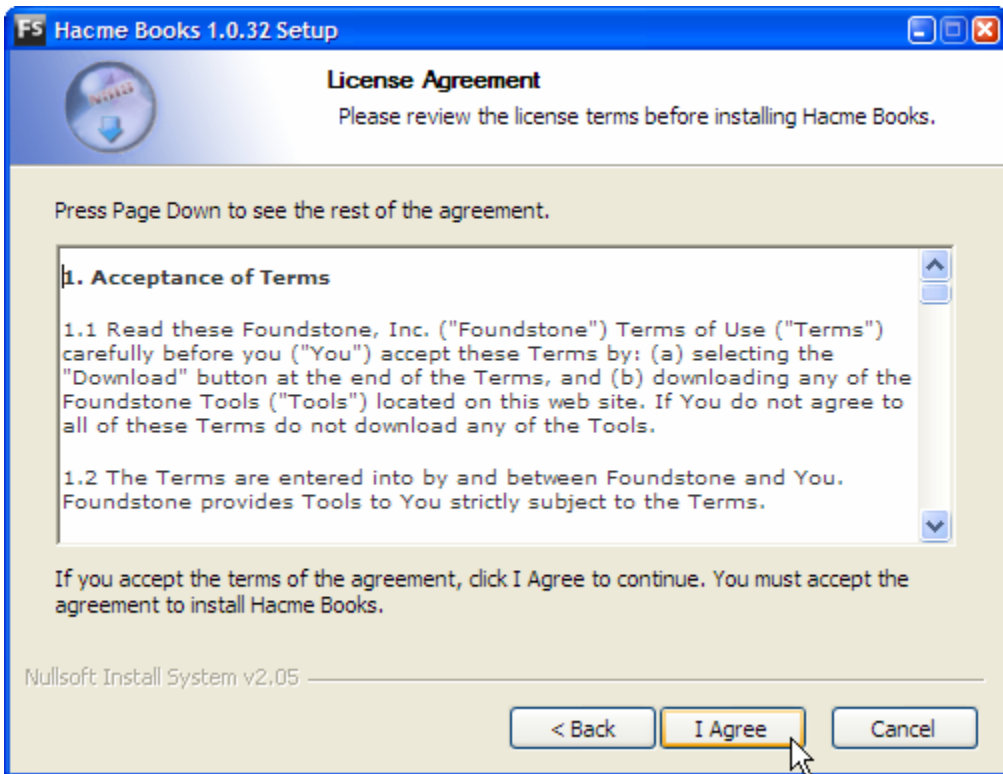 FS Hacme Books 1.0.32 Setup
License Agreement
Please review the license terms before installing Hacme Books.
Press Page Down to see the rest of the agreement.
1. Acceptance of Terms
1.1 Read these Foundstone, Inc. ("Foundstone") Terms of Use ("Terms")
carefully before you ("You") accept these Terms by: (a) selecting the
"Download" button at the end of the Terms, and (b) downloading any of the
Foundstone Tools ("Tools") located on this web site. If You do not agree to
all of these Terms do not download any of the Tools.
1.2 The Terms are entered into by and between Foundstone and You.
Foundstone provides Tools to You strictly subject to the Terms.
If you accept the terms of the agreement, click I Agree to continue. You must accept the
agreement to install Hacme Books.
Nullsoft Install System v2.05
< Back I Agree Cancel